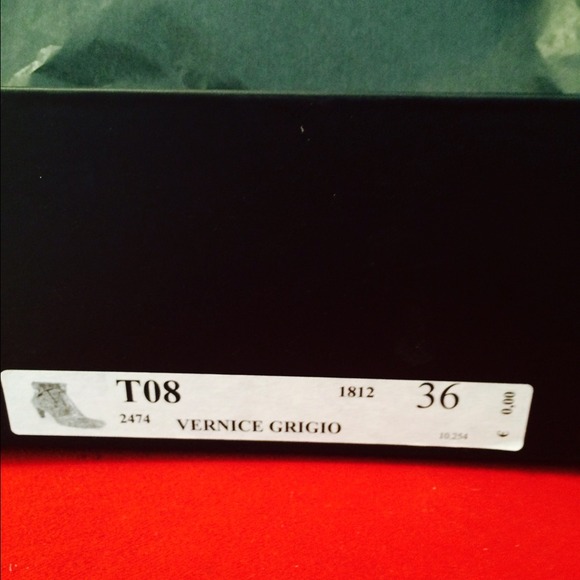 T08 1812 36
2474 VERNICE GRIGIO 10,254
€ 0,00